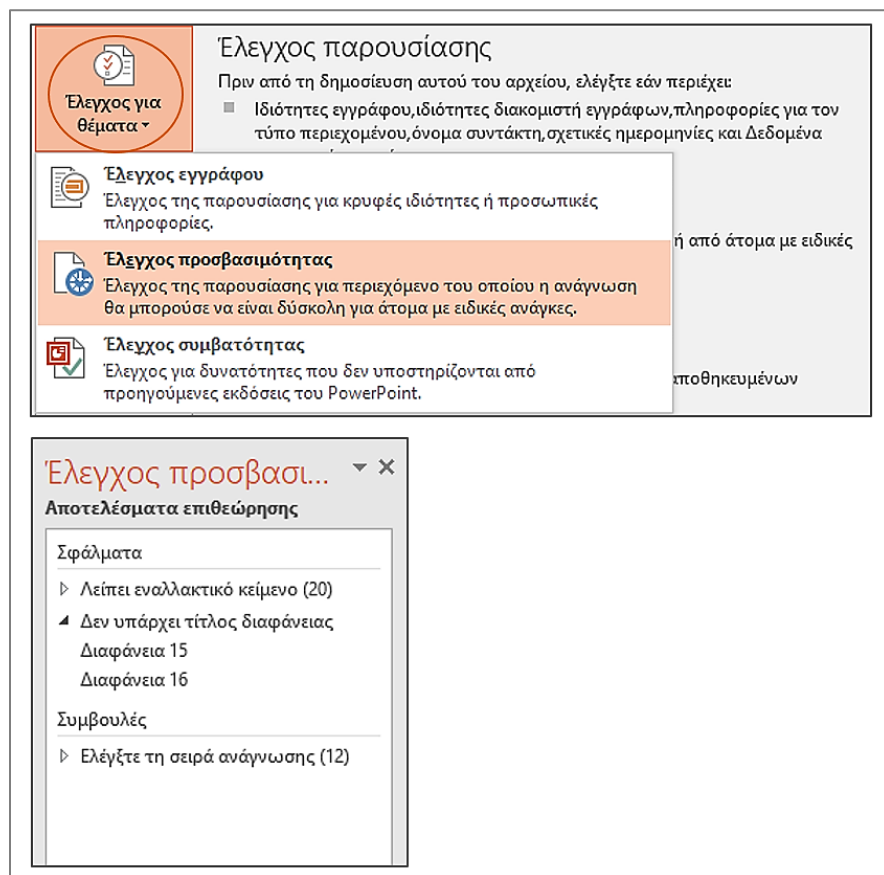 Έλεγχος για
θέματα
Έλεγχος παρουσίασης
Πριν από τη δημοσίευση αυτού του αρχείου, ελέγξτε εάν περιέχει:
Ιδιότητες εγγράφου,ιδιότητες διακομιστή εγγράφων,πληροφορίες για τον
τύπο περιεχομένου,όνομα συντάκτη,σχετικές ημερομηνίες και Δεδομένα
Έλεγχος εγγράφου
Έλεγχος της παρουσίασης για κρυφές ιδιότητες ή προσωπικές
πληροφορίες.
ή από άτομα με ειδικές
Έλεγχος προσβασιμότητας
Έλεγχος της παρουσίασης για περιεχόμενο του οποίου η ανάγνωση
θα μπορούσε να είναι δύσκολη για άτομα με ειδικές ανάγκες.
Έλεγχος συμβατότητας
Έλεγχος για δυνατότητες που δεν υποστηρίζονται από
προηγούμενες εκδόσεις του PowerPoint.
αποθηκευμένων
Έλεγχος προσβασι...
Αποτελέσματα επιθεώρησης
Σφάλματα
Λείπει εναλλακτικό κείμενο (20)
Δεν υπάρχει τίτλος διαφάνειας
Διαφάνεια 15
Διαφάνεια 16
Συμβουλές
Ελέγξτε τη σειρά ανάγνωσης (12)